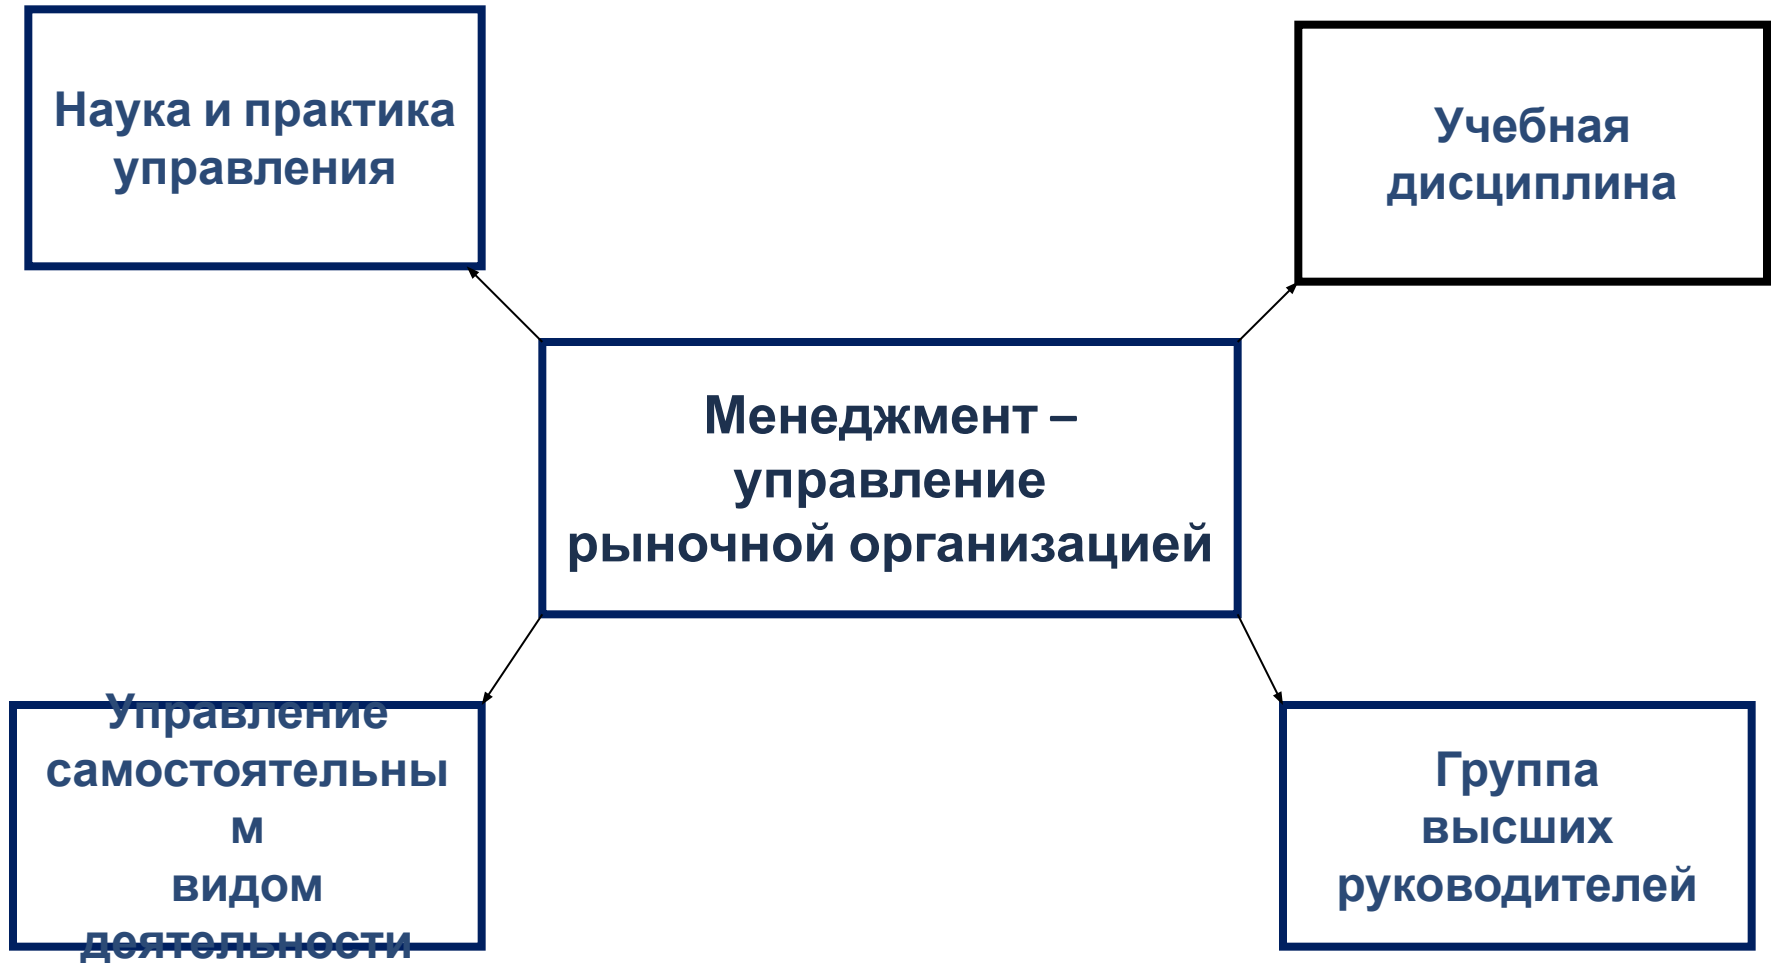 Наука и практика
управления
Учебная
дисциплина
Менеджмент –
управление
рыночной организацией
Управление
самостоятельны
м
видом
деятельности
Группа
высших
руководителей